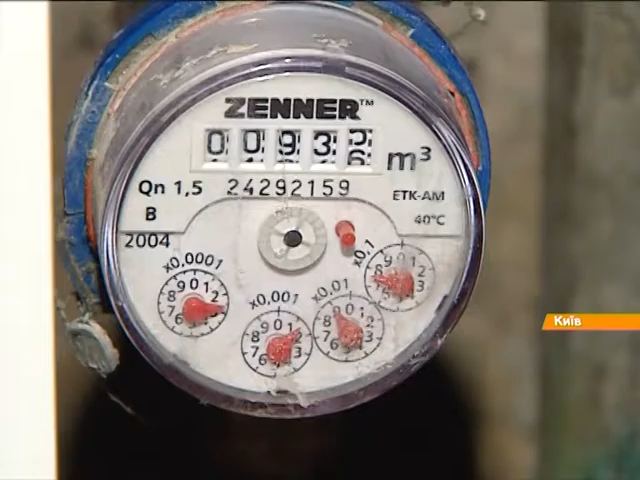 ZENNER™
0 0 9 3 m³
Qn 1,5 24292159 ETK-AM
B 40°C
2004
x0,0001 x0,001 x0,01 x0,1
Київ